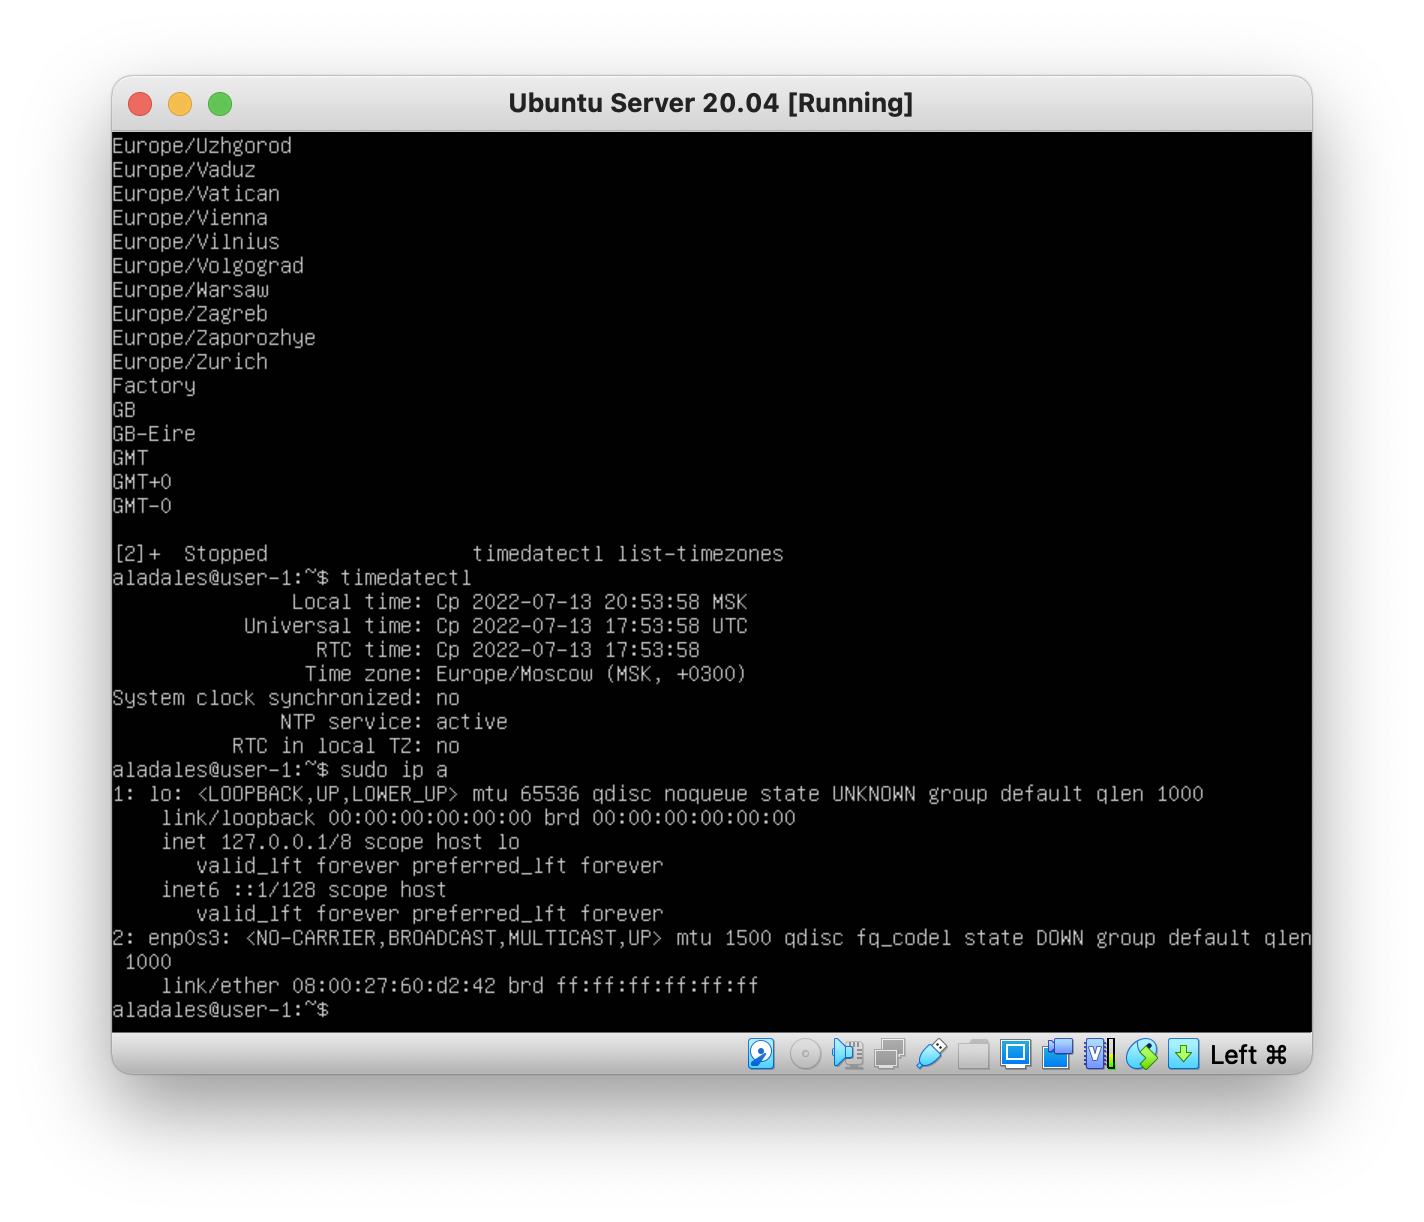 Ubuntu Server 20.04 [Running]
Europe/Uzhgorod
Europe/Vaduz
Europe/Vatican
Europe/Vienna
Europe/Vilnius
Europe/Volgograd
Europe/Warsaw
Europe/Zagreb
Europe/Zaporozhye
Europe/Zurich
Factory
GB
GB-Eire
GMT
GMT+0
GMT-0
[2]+  Stopped                 timedatectl list-timezones
aladales@user-1:~$ timedatectl
               Local time: Ср 2022-07-13 20:53:58 MSK
           Universal time: Ср 2022-07-13 17:53:58 UTC
                 RTC time: Ср 2022-07-13 17:53:58
                Time zone: Europe/Moscow (MSK, +0300)
System clock synchronized: no
              NTP service: active
          RTC in local TZ: no
aladales@user-1:~$ sudo ip a
1: lo: <LOOPBACK,UP,LOWER_UP> mtu 65536 qdisc noqueue state UNKNOWN group default qlen 1000
    link/loopback 00:00:00:00:00:00 brd 00:00:00:00:00:00
    inet 127.0.0.1/8 scope host lo
       valid_lft forever preferred_lft forever
    inet6 ::1/128 scope host
       valid_lft forever preferred_lft forever
2: enp0s3: <NO-CARRIER,BROADCAST,MULTICAST,UP> mtu 1500 qdisc fq_codel state DOWN group default qlen
 1000
    link/ether 08:00:27:60:d2:42 brd ff:ff:ff:ff:ff:ff
aladales@user-1:~$
Left ⌘